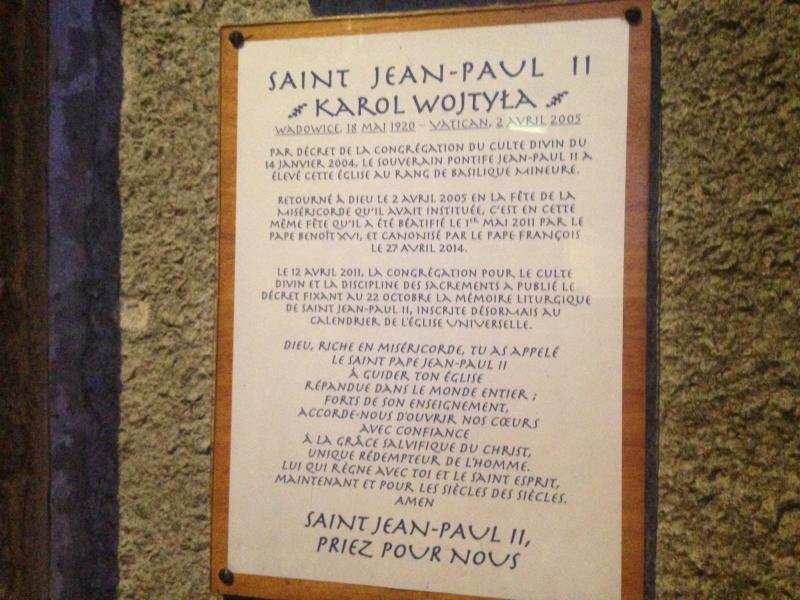 SAINT JEAN-PAUL II
KAROL WOJTYŁA
WADOWICE, 18 MAI 1920 – VATICAN, 2 AVRIL 2005
PAR DÉCRET DE LA CONGRÉGATION DU CULTE DIVIN DU
14 JANVIER 2004, LE SOUVERAIN PONTIFE JEAN-PAUL II A
ÉLEVÉ CETTE ÉGLISE AU RANG DE BASILIQUE MINEURE.
RETOURNÉ À DIEU LE 2 AVRIL 2005 EN LA FÊTE DE LA
MISÉRICORDE QU'IL AVAIT INSTITUÉE, C'EST EN CETTE
MÊME FÊTE QU'IL A ÉTÉ BÉATIFIÉ LE 1ER MAI 2011 PAR LE
PAPE BENOÎT XVI, ET CANONISÉ PAR LE PAPE FRANÇOIS
LE 27 AVRIL 2014.
LE 12 AVRIL 2011, LA CONGRÉGATION POUR LE CULTE
DIVIN ET LA DISCIPLINE DES SACREMENTS A PUBLIÉ LE
DÉCRET FIXANT AU 22 OCTOBRE LA MÉMOIRE LITURGIQUE
DE SAINT JEAN-PAUL II, INSCRITE DÉSORMAIS AU
CALENDRIER DE L'ÉGLISE UNIVERSELLE.
DIEU, RICHE EN MISÉRICORDE, TU AS APPELÉ
LE SAINT PAPE JEAN-PAUL II
À GUIDER TON ÉGLISE
RÉPANDUE DANS LE MONDE ENTIER ;
FORTS DE SON ENSEIGNEMENT,
ACCORDE-NOUS D'OUVRIR NOS CŒURS
AVEC CONFIANCE
À LA GRÂCE SALVIFIQUE DU CHRIST,
UNIQUE RÉDEMPTEUR DE L'HOMME.
LUI QUI RÈGNE AVEC TOI ET LE SAINT ESPRIT,
MAINTENANT ET POUR LES SIÈCLES DES SIÈCLES.
AMEN
SAINT JEAN-PAUL II,
PRIEZ POUR NOUS